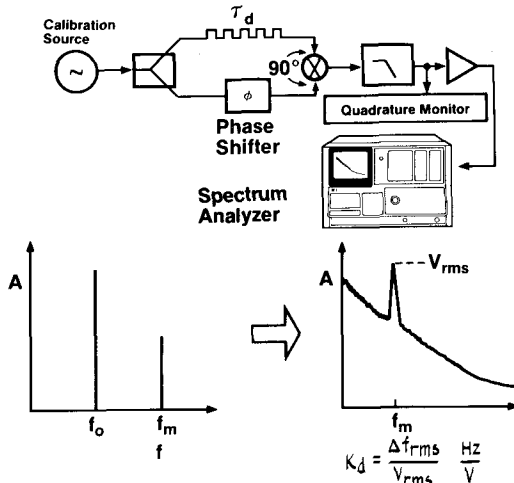 Calibration
Source
τd
~
90°
ϕ
Phase
Shifter
Quadrature Monitor
Spectrum
Analyzer
A
fo
fm
f
A
Vrms
fm
Kd = Δfrms / Vrms Hz / V